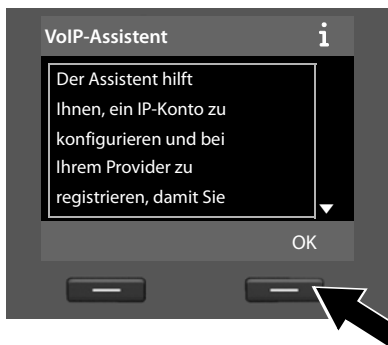 VoIP-Assistent i
Der Assistent hilft
Ihnen, ein IP-Konto zu
konfigurieren und bei
Ihrem Provider zu
registrieren, damit Sie
OK